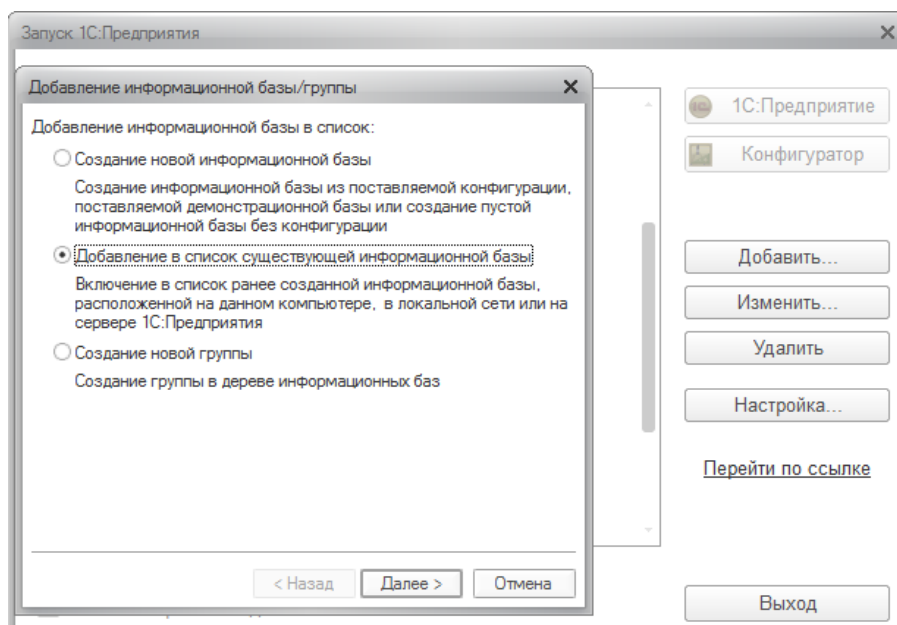 Запуск 1С:Предприятия
Добавление информационной базы/группы
Добавление информационной базы в список:
Создание новой информационной базы
Создание информационной базы из поставляемой конфигурации,
поставляемой демонстрационной базы или создание пустой
информационной базы без конфигурации
Добавление в список существующей информационной базы
Включение в список ранее созданной информационной базы,
расположенной на данном компьютере, в локальной сети или на
сервере 1С:Предприятия
Создание новой группы
Создание группы в дереве информационных баз
< Назад
Далее >
Отмена
1С:Предприятие
Конфигуратор
Добавить...
Изменить...
Удалить
Настройка...
Перейти по ссылке
Выход